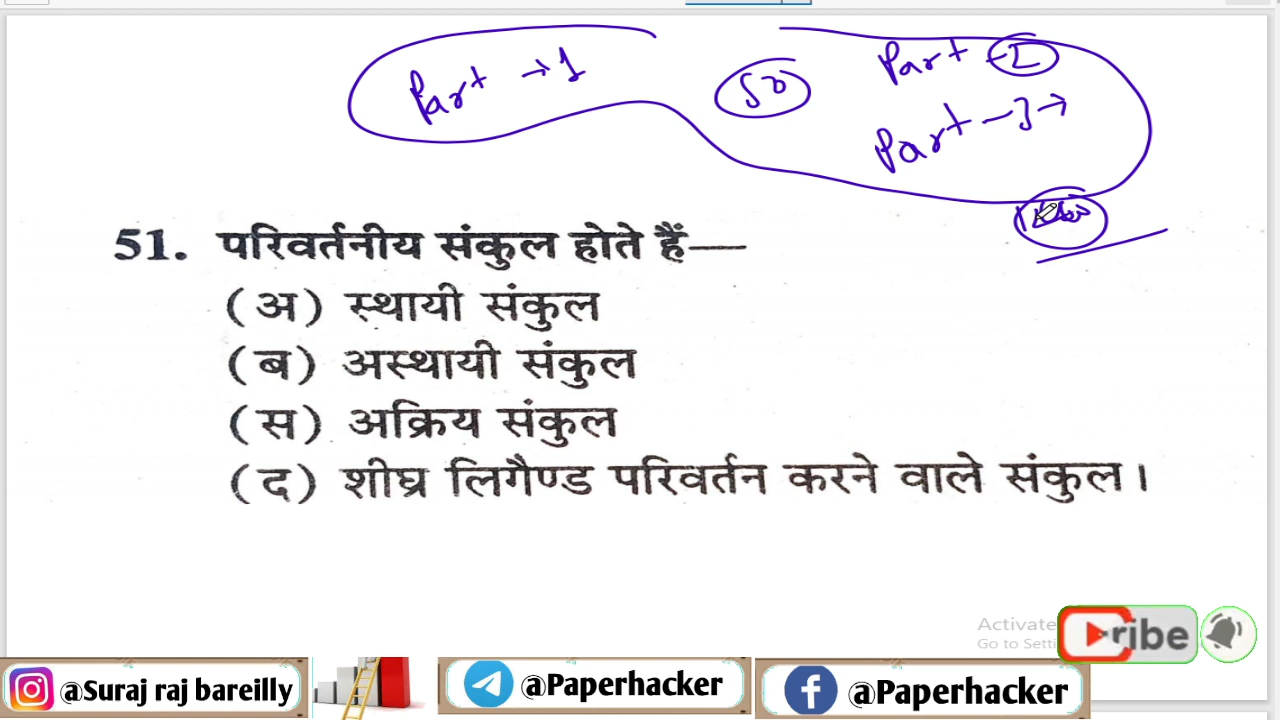 Part → 1
50
Part - 2
Part - 3 →
51. परिवर्तनीय संकुल होते हैं—
(अ) स्थायी संकुल
(ब) अस्थायी संकुल
(स) अक्रिय संकुल
(द) शीघ्र लिगैण्ड परिवर्तन करने वाले संकुल।
Activate
Go to Setti
ribe
@Suraj raj bareilly
@Paperhacker
@Paperhacker